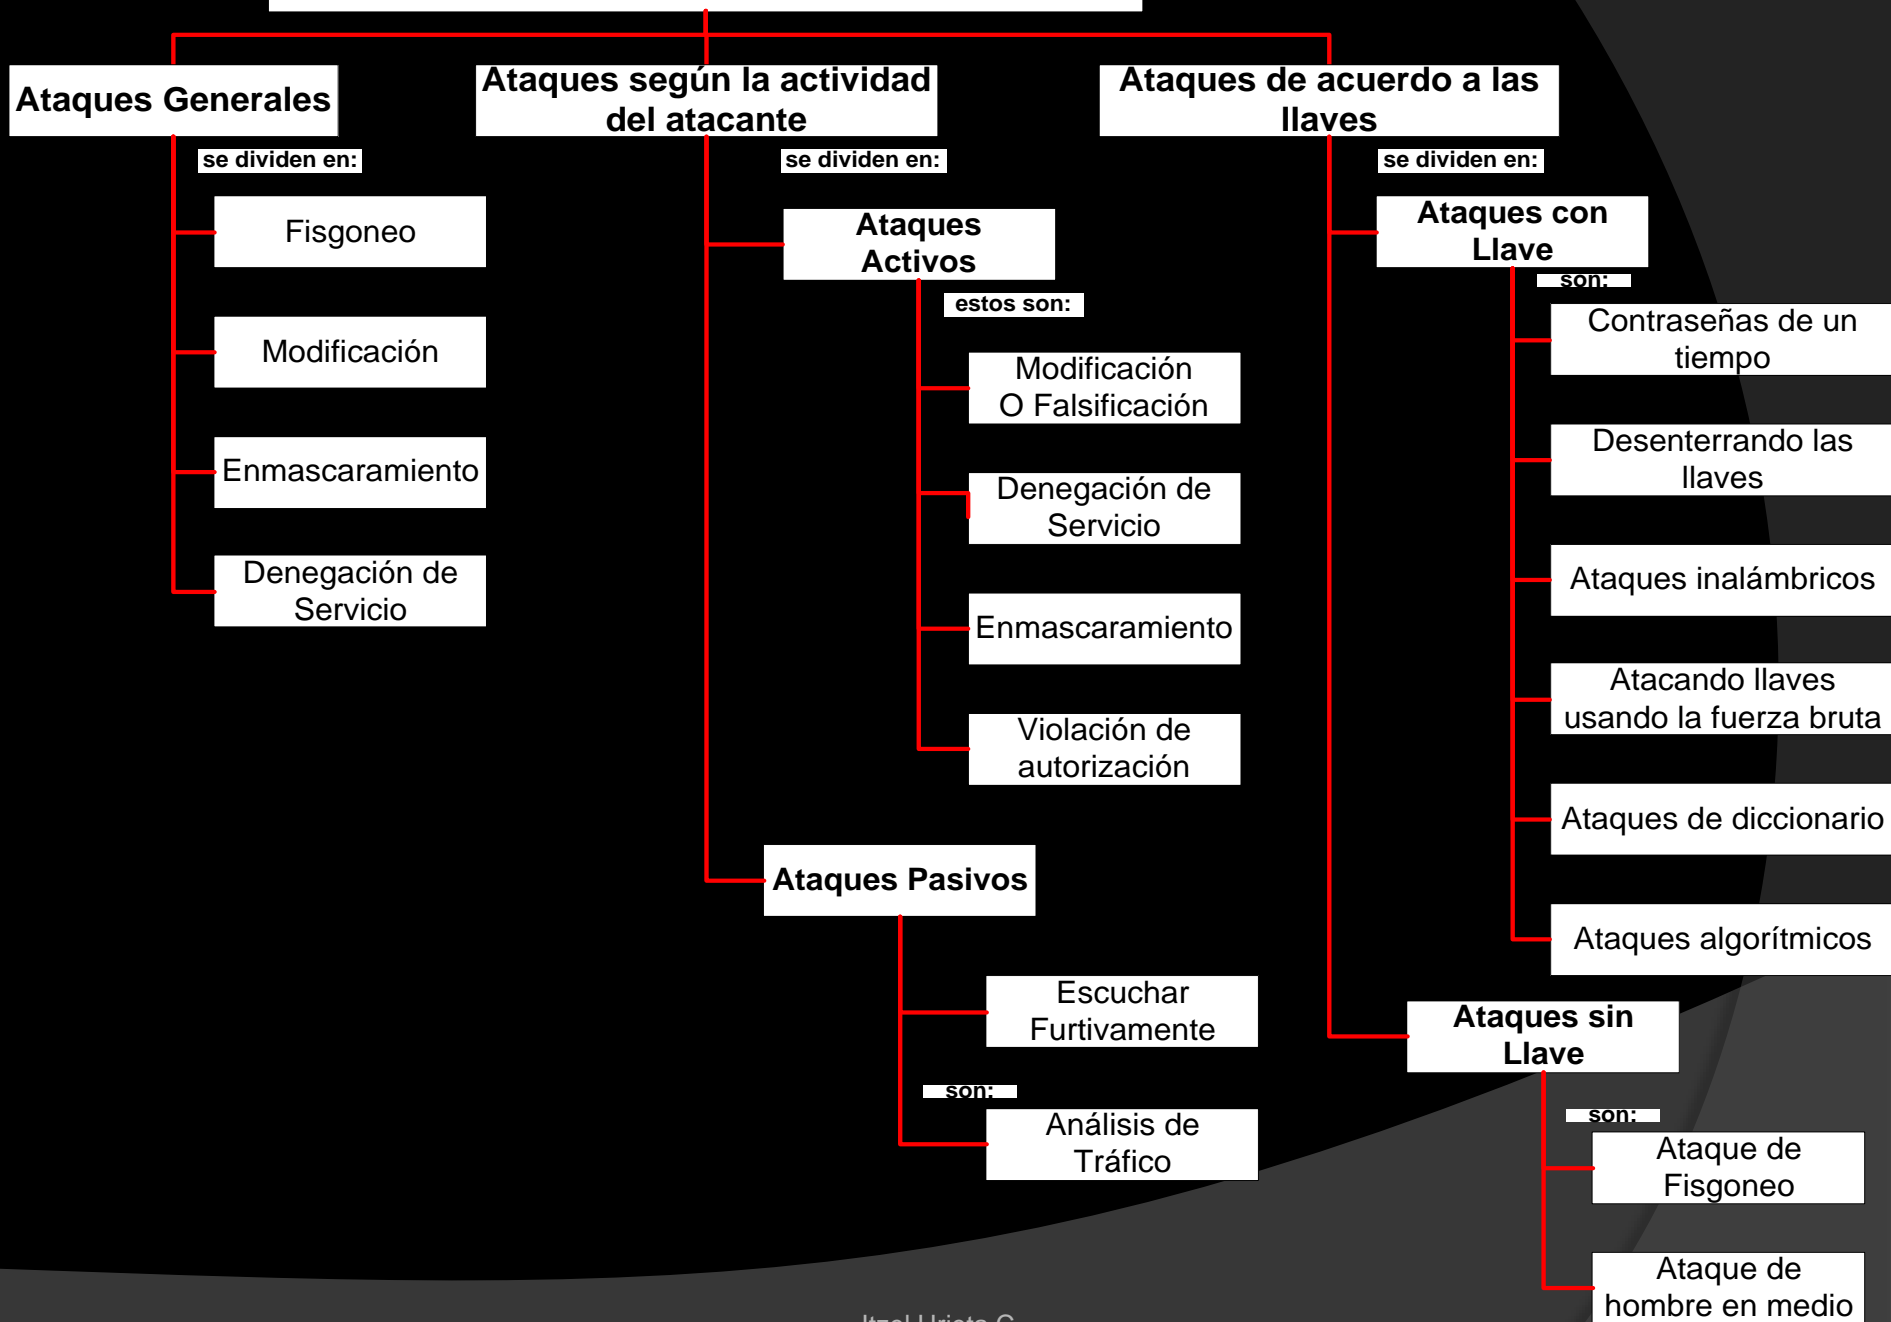 Ataques Generales
se dividen en:
Fisgoneo
Modificación
Enmascaramiento
Denegación de
Servicio
Ataques según la actividad
del atacante
se dividen en:
Ataques
Activos
estos son:
Modificación
O Falsificación
Denegación de
Servicio
Enmascaramiento
Violación de
autorización
Ataques Pasivos
Escuchar
Furtivamente
son:
Análisis de
Tráfico
Ataques de acuerdo a las
llaves
se dividen en:
Ataques con
Llave
son:
Contraseñas de un
tiempo
Desenterrando las
llaves
Ataques inalámbricos
Atacando llaves
usando la fuerza bruta
Ataques de diccionario
Ataques algorítmicos
Ataques sin
Llave
son:
Ataque de
Fisgoneo
Ataque de
hombre en medio